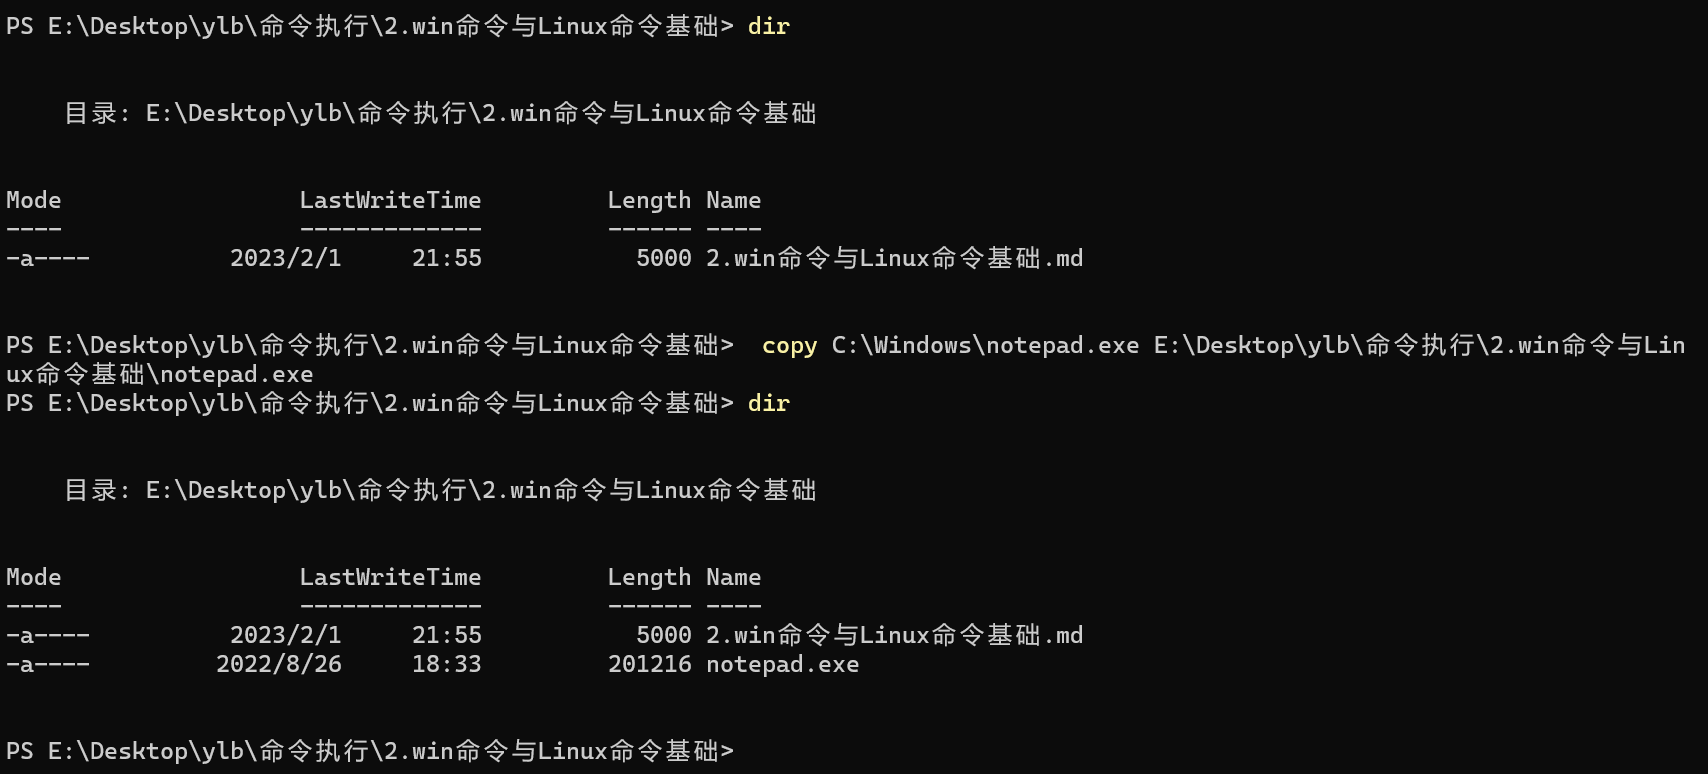 PS E:\Desktop\ylb\命令执行\2.win命令与Linux命令基础> dir
目录: E:\Desktop\ylb\命令执行\2.win命令与Linux命令基础
Mode LastWriteTime Length Name
---- ------------- ------ ----
-a---- 2023/2/1 21:55 5000 2.win命令与Linux命令基础.md
PS E:\Desktop\ylb\命令执行\2.win命令与Linux命令基础> copy C:\Windows\notepad.exe E:\Desktop\ylb\命令执行\2.win命令与Lin
ux命令基础\notepad.exe
PS E:\Desktop\ylb\命令执行\2.win命令与Linux命令基础> dir
目录: E:\Desktop\ylb\命令执行\2.win命令与Linux命令基础
Mode LastWriteTime Length Name
---- ------------- ------ ----
-a---- 2023/2/1 21:55 5000 2.win命令与Linux命令基础.md
-a---- 2022/8/26 18:33 201216 notepad.exe
PS E:\Desktop\ylb\命令执行\2.win命令与Linux命令基础>